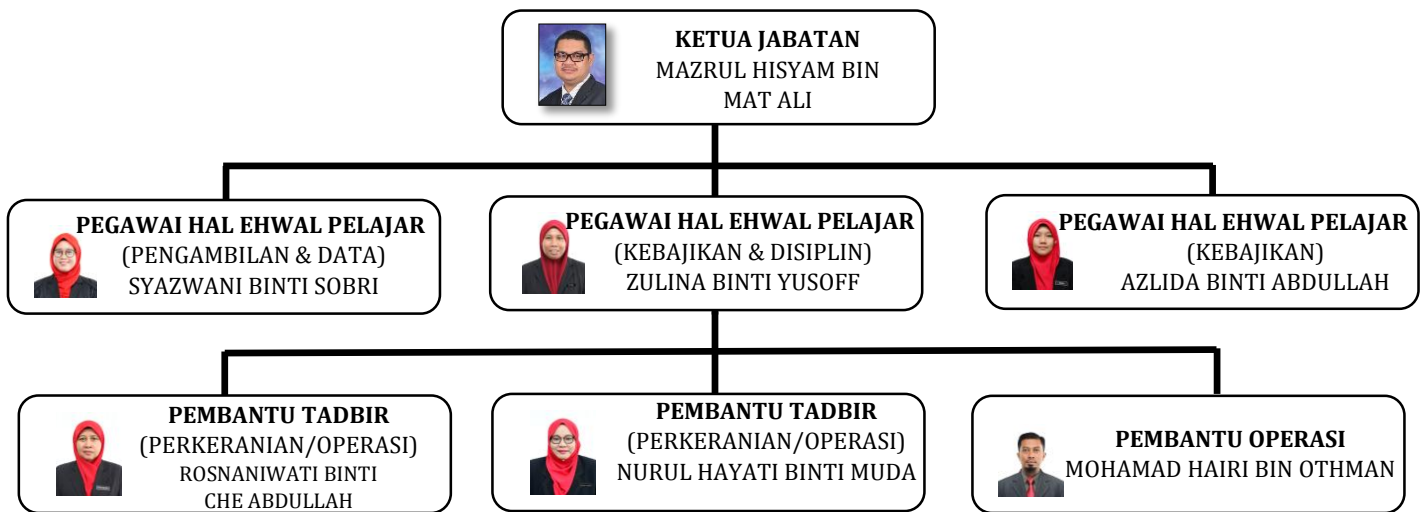 KETUA JABATAN
MAZRUL HISYAM BIN
MAT ALI
PEGAWAI HAL EHWAL PELAJAR
(PENGAMBILAN & DATA)
SYAZWANI BINTI SOBRI
PEGAWAI HAL EHWAL PELAJAR
(KEBAJIKAN & DISIPLIN)
ZULINA BINTI YUSOFF
PEGAWAI HAL EHWAL PELAJAR
(KEBAJIKAN)
AZLIDA BINTI ABDULLAH
PEMBANTU TADBIR
(PERKERANIAN/OPERASI)
ROSNANIWATI BINTI
CHE ABDULLAH
PEMBANTU TADBIR
(PERKERANIAN/OPERASI)
NURUL HAYATI BINTI MUDA
PEMBANTU OPERASI
MOHAMAD HAIRI BIN OTHMAN